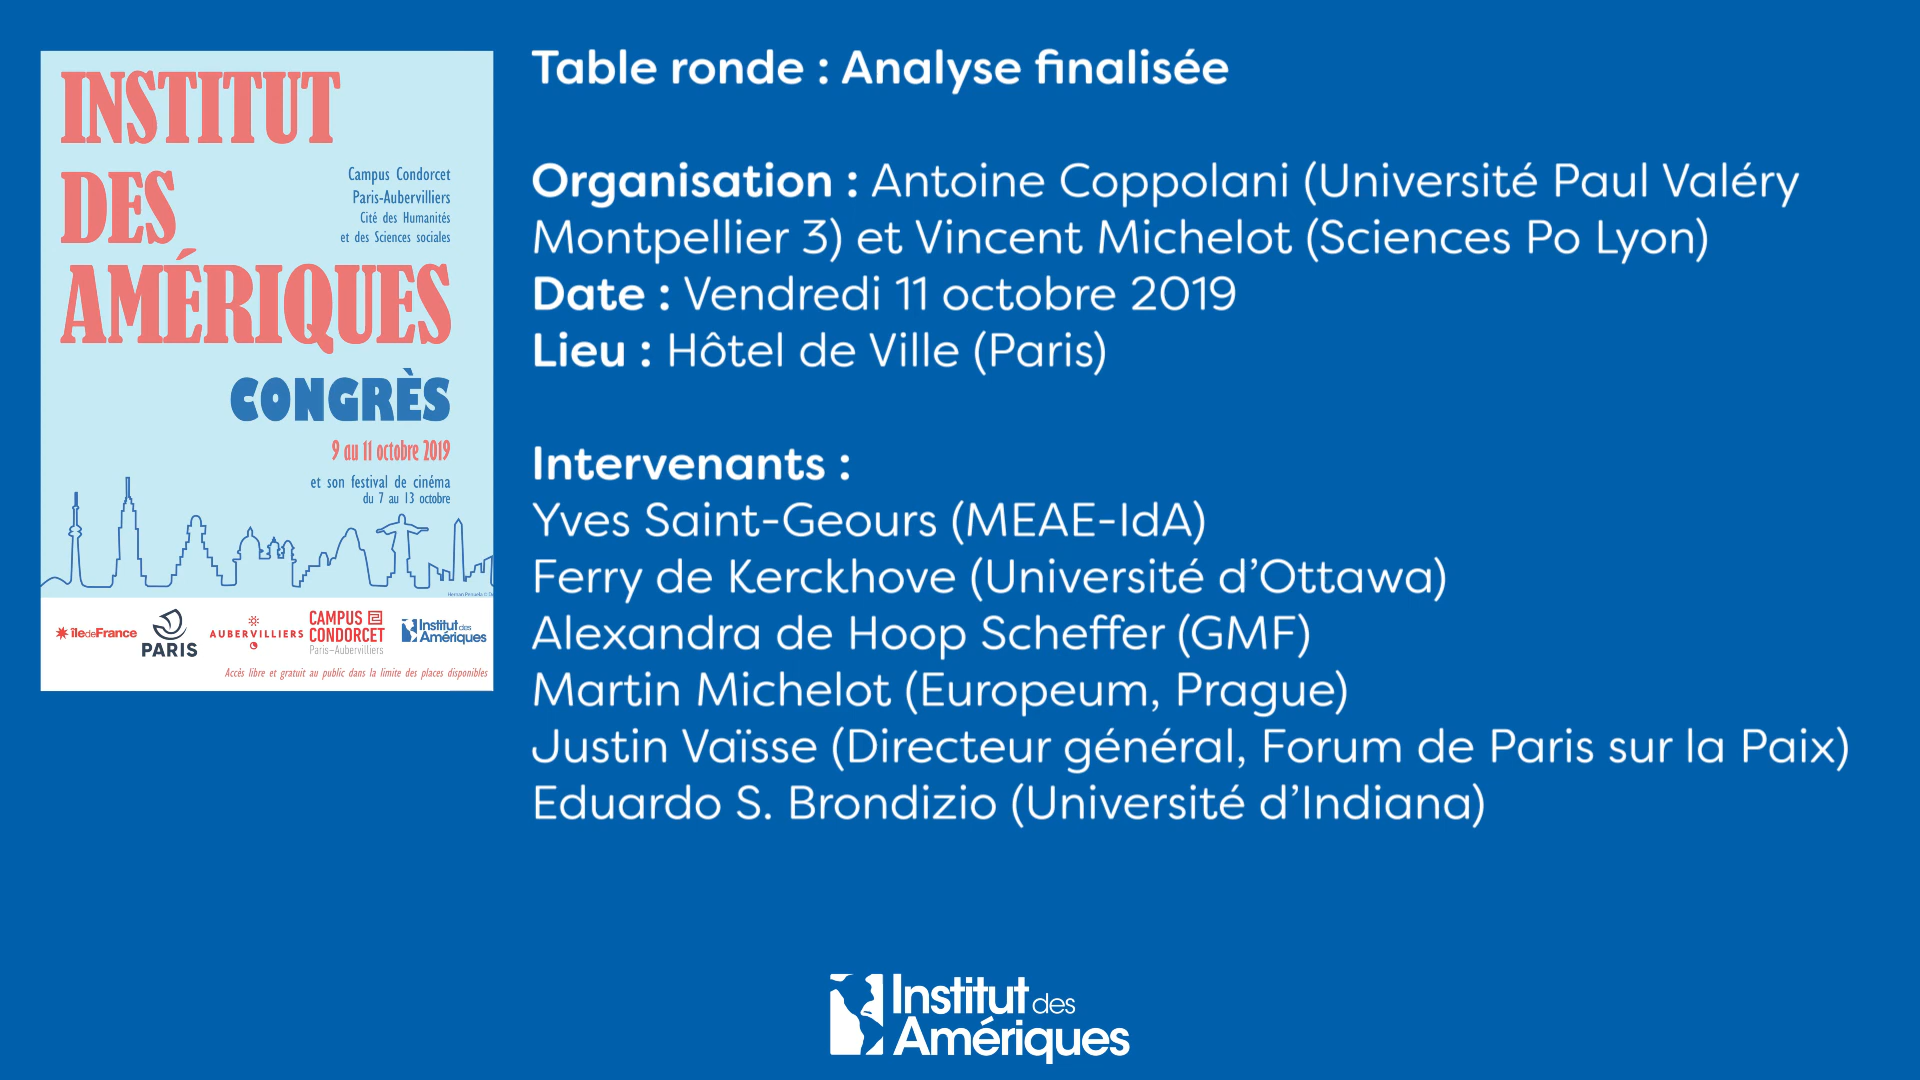 INSTITUT
DES
AMÉRIQUES
Campus Condorcet
Paris-Aubervilliers
Cité des Humanités
et des Sciences sociales
CONGRÈS
9 au 11 octobre 2019
et son festival de cinéma
du 7 au 13 octobre
îledeFrance
PARIS
AUBERVILLIERS
CAMPUS
CONDORCET
Paris–Aubervilliers
Institut des
Amériques
Accès libre et gratuit au public dans la limite des places disponibles
Table ronde : Analyse finalisée
Organisation : Antoine Coppolani (Université Paul Valéry
Montpellier 3) et Vincent Michelot (Sciences Po Lyon)
Date : Vendredi 11 octobre 2019
Lieu : Hôtel de Ville (Paris)
Intervenants :
Yves Saint-Geours (MEAE-IdA)
Ferry de Kerckhove (Université d’Ottawa)
Alexandra de Hoop Scheffer (GMF)
Martin Michelot (Europeum, Prague)
Justin Vaïsse (Directeur général, Forum de Paris sur la Paix)
Eduardo S. Brondizio (Université d’Indiana)
Institut des
Amériques